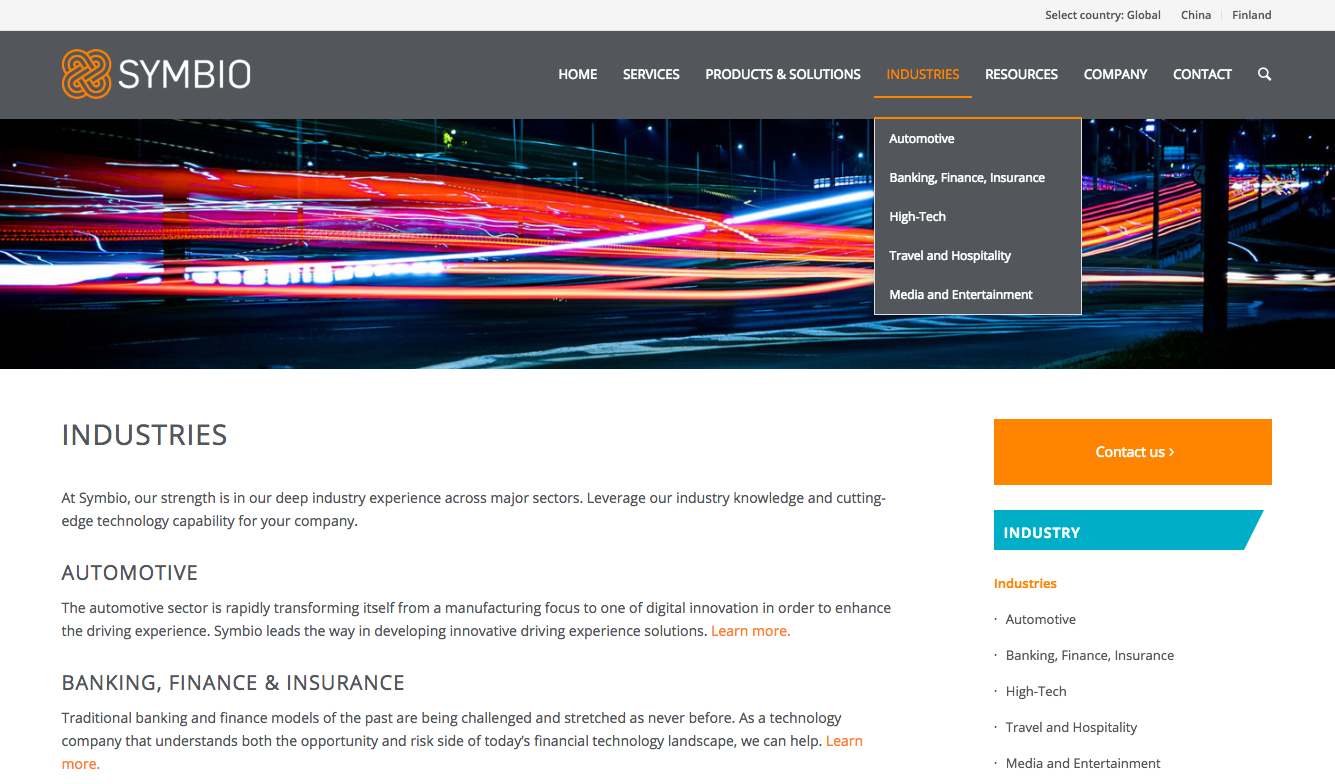 Select country: Global China Finland
SYMBIO
HOME SERVICES PRODUCTS & SOLUTIONS INDUSTRIES RESOURCES COMPANY CONTACT
Automotive
Banking, Finance, Insurance
High-Tech
Travel and Hospitality
Media and Entertainment
INDUSTRIES
At Symbio, our strength is in our deep industry experience across major sectors. Leverage our industry knowledge and cutting-
edge technology capability for your company.
AUTOMOTIVE
The automotive sector is rapidly transforming itself from a manufacturing focus to one of digital innovation in order to enhance
the driving experience. Symbio leads the way in developing innovative driving experience solutions. Learn more.
BANKING, FINANCE & INSURANCE
Traditional banking and finance models of the past are being challenged and stretched as never before. As a technology
company that understands both the opportunity and risk side of today’s financial technology landscape, we can help. Learn
more.
Contact us ›
INDUSTRY
Industries
· Automotive
· Banking, Finance, Insurance
· High-Tech
· Travel and Hospitality
· Media and Entertainment